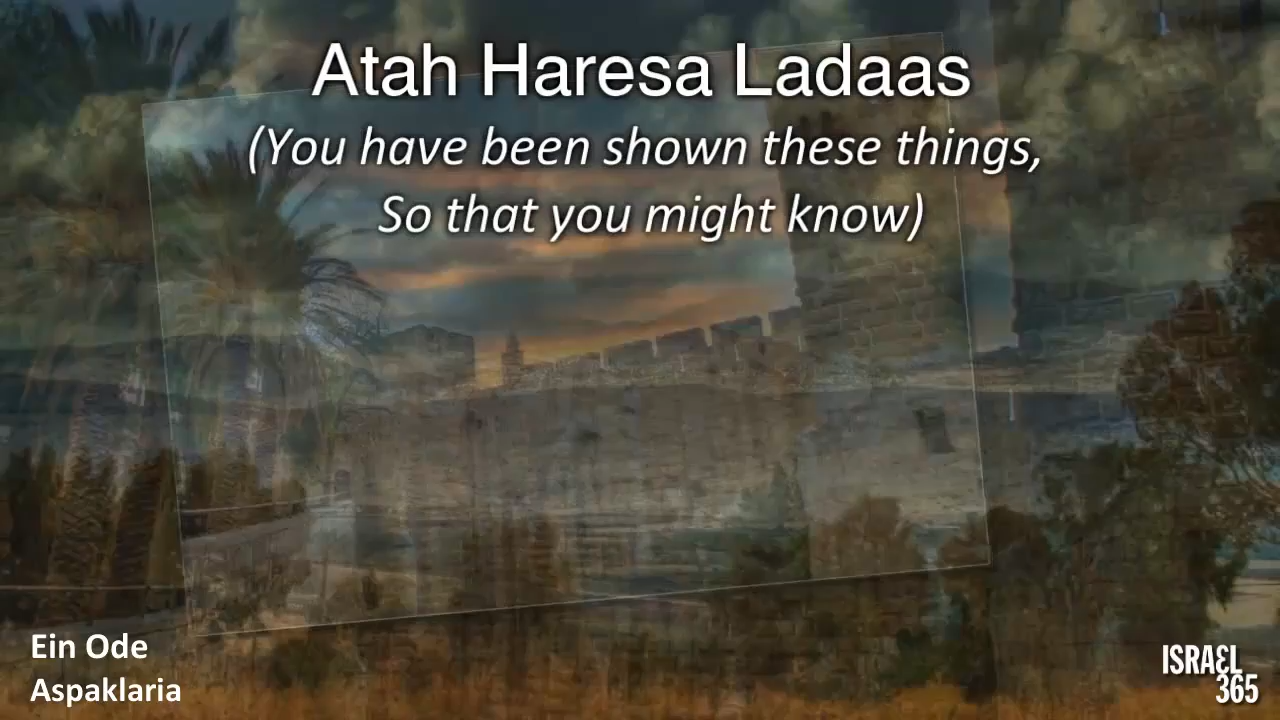 Atah Haresa Ladaas
(You have been shown these things,
So that you might know)
Ein Ode
Aspaklaria
ISRAEL
365